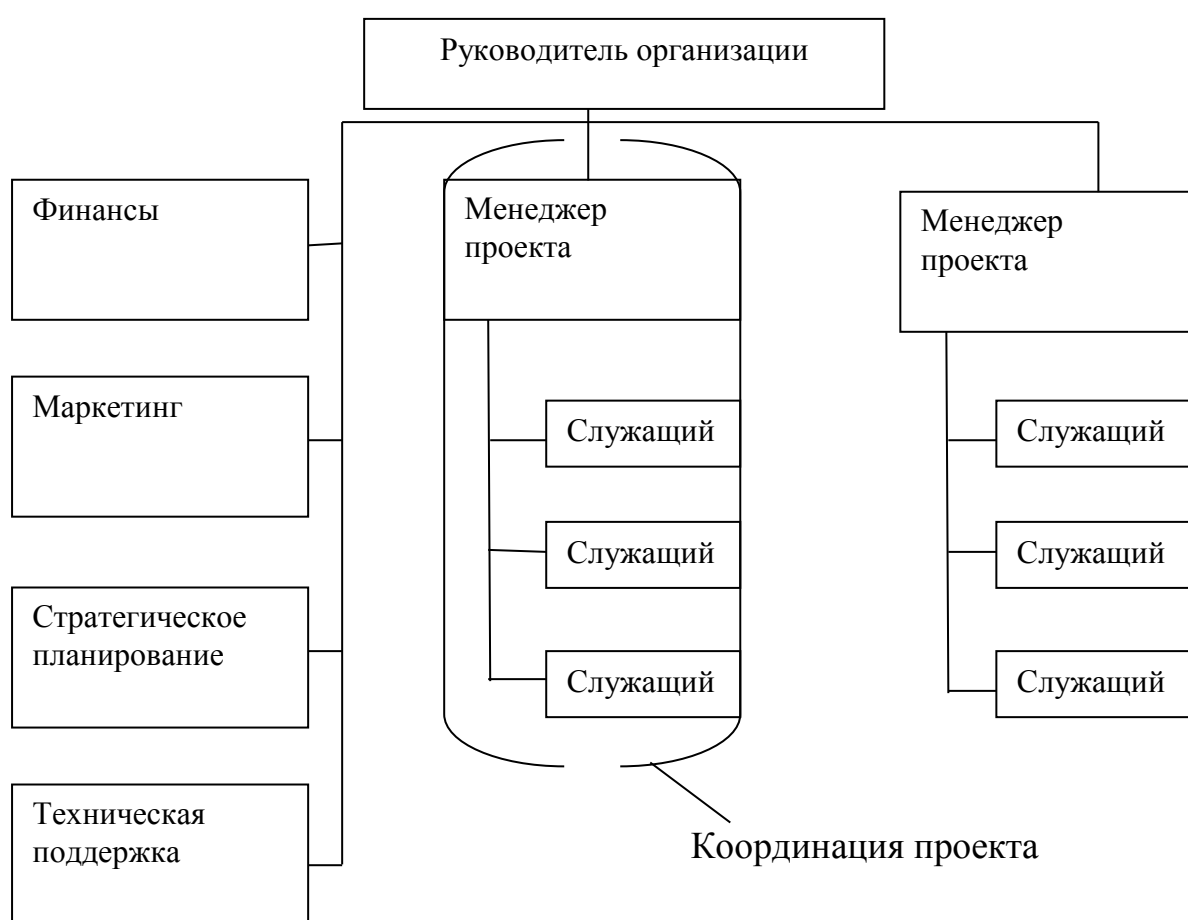 Руководитель организации
Финансы
Маркетинг
Стратегическое
планирование
Техническая
поддержка
Менеджер
проекта
Служащий
Служащий
Служащий
Менеджер
проекта
Служащий
Служащий
Служащий
Координация проекта